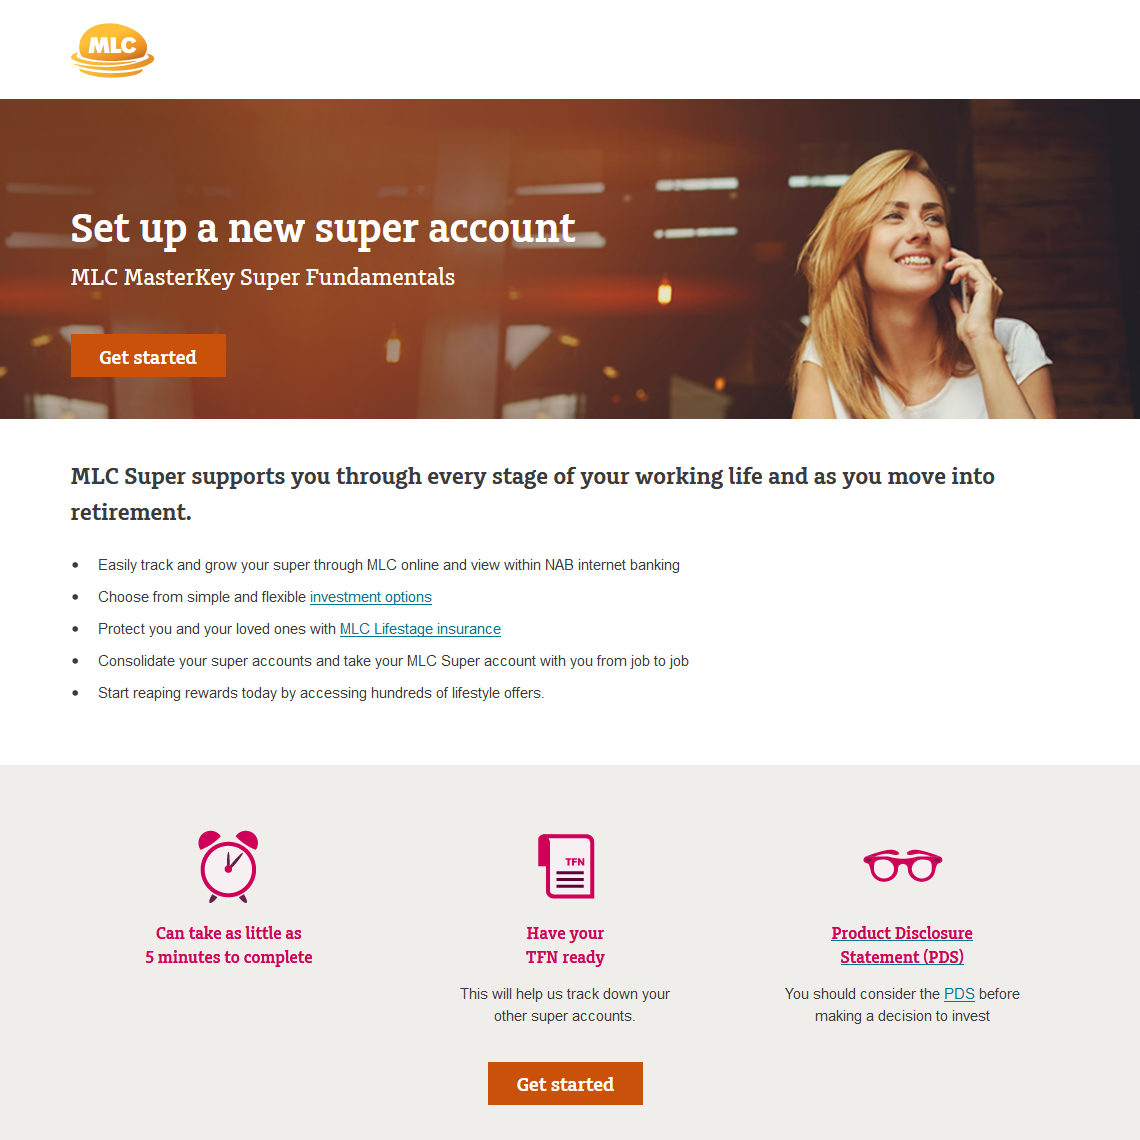 MLC
Set up a new super account
MLC MasterKey Super Fundamentals
Get started
MLC Super supports you through every stage of your working life and as you move into
retirement.
• Easily track and grow your super through MLC online and view within NAB internet banking
• Choose from simple and flexible investment options
• Protect you and your loved ones with MLC Lifestage insurance
• Consolidate your super accounts and take your MLC Super account with you from job to job
• Start reaping rewards today by accessing hundreds of lifestyle offers.
Can take as little as
5 minutes to complete
TFN
Have your
TFN ready
This will help us track down your
other super accounts.
Product Disclosure
Statement (PDS)
You should consider the PDS before
making a decision to invest
Get started